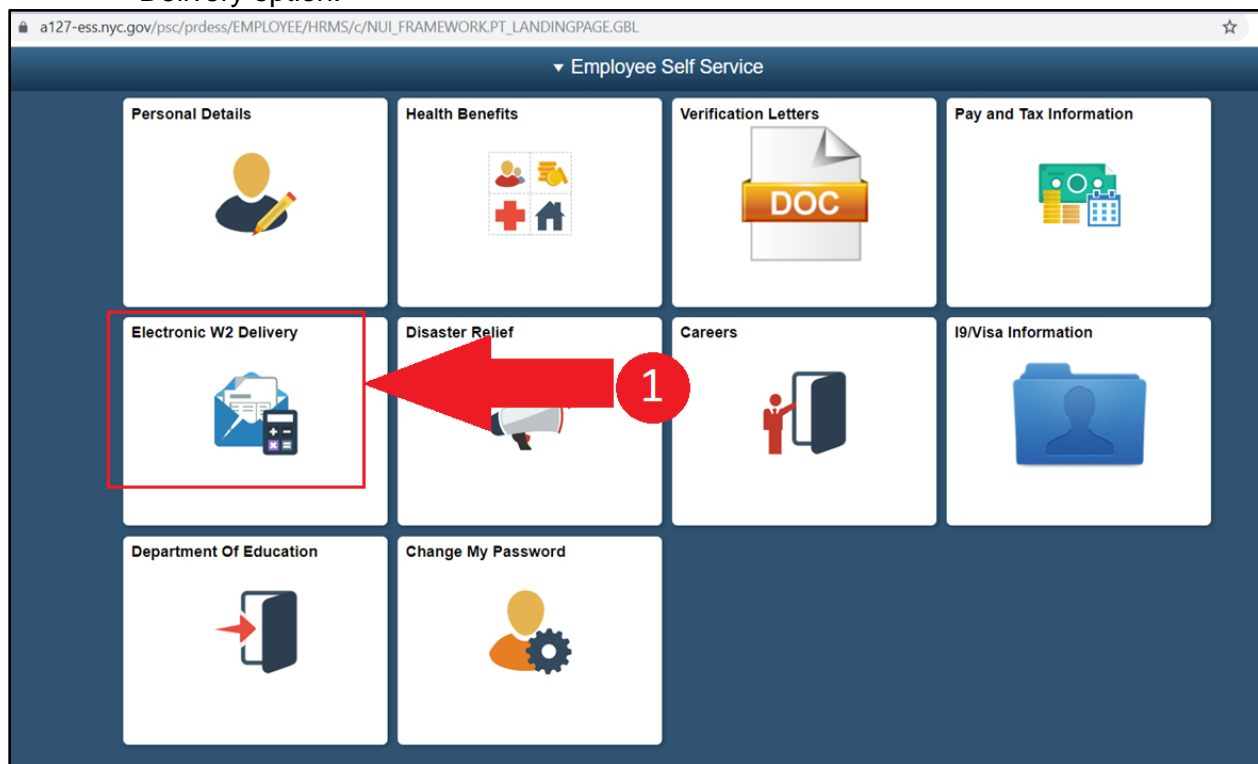 Delivery option.
a127-ess.nyc.gov/psc/prdess/EMPLOYEE/HRMS/c/NUI_FRAMEWORK.PT_LANDINGPAGE.GBL
Employee Self Service
Personal Details
Health Benefits
Verification Letters
Pay and Tax Information
DOC
Electronic W2 Delivery
Disaster Relief
Careers
I9/Visa Information
1
Department Of Education
Change My Password